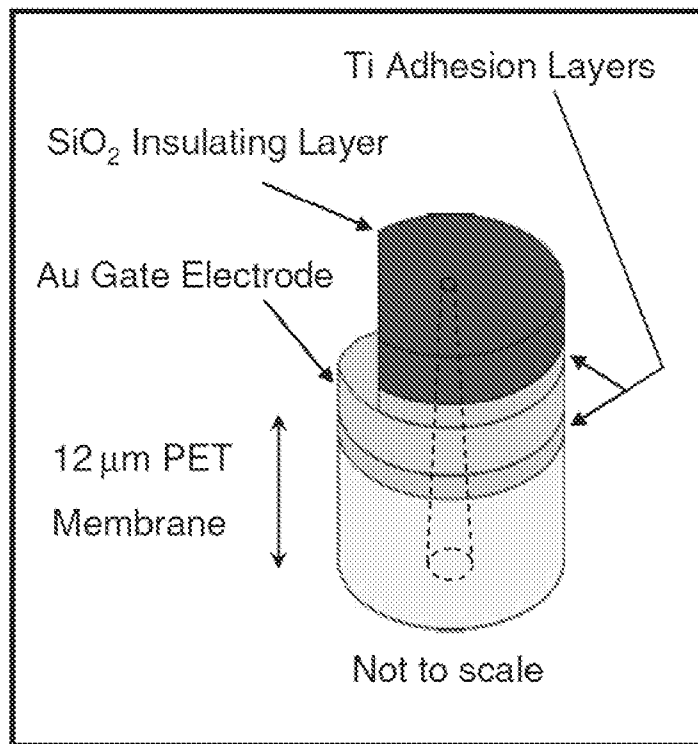 Ti Adhesion Layers
SiO₂ Insulating Layer
Au Gate Electrode
12 μm PET
Membrane
Not to scale